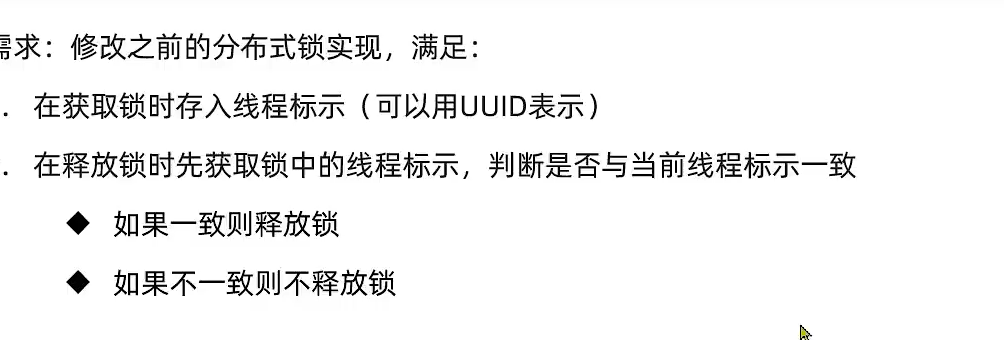 需求：修改之前的分布式锁实现，满足：
. 在获取锁时存入线程标示（可以用UUID表示）
. 在释放锁时先获取锁中的线程标示，判断是否与当前线程标示一致
◆ 如果一致则释放锁
◆ 如果不一致则不释放锁